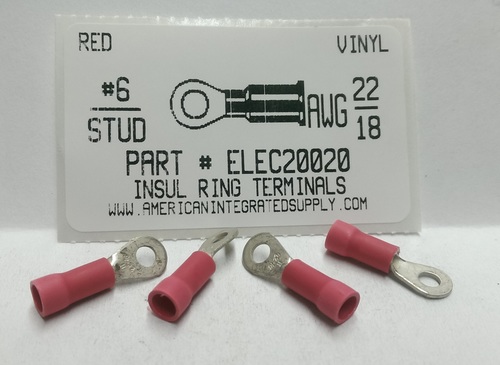 RED VINYL
#6 STUD
AWG 22 18
PART # ELEC20020
INSUL RING TERMINALS
WWW.AMERICANINTEGRATEDSUPPLY.COM